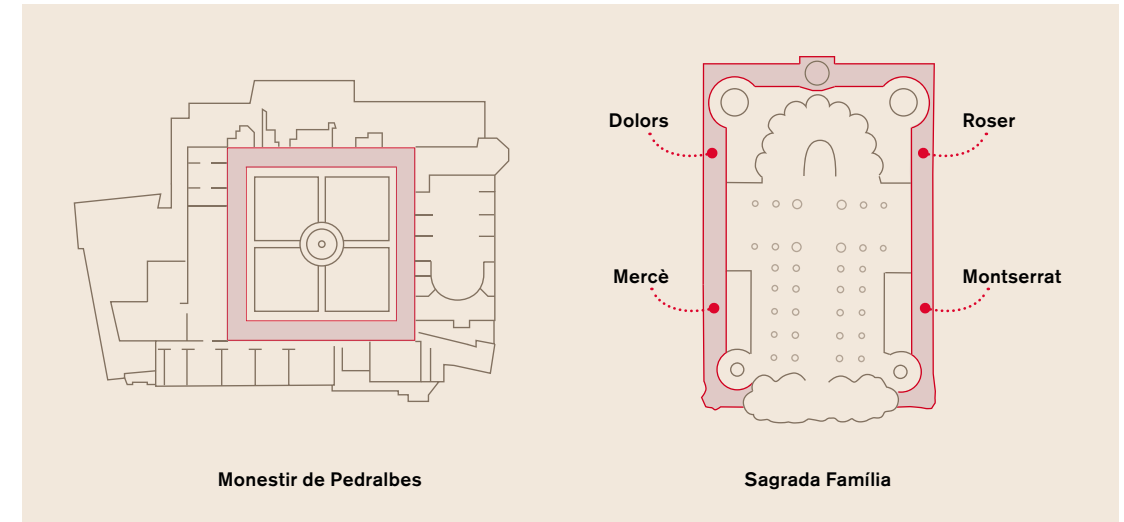 Dolors
Roser
Mercè
Montserrat
Monestir de Pedralbes
Sagrada Família